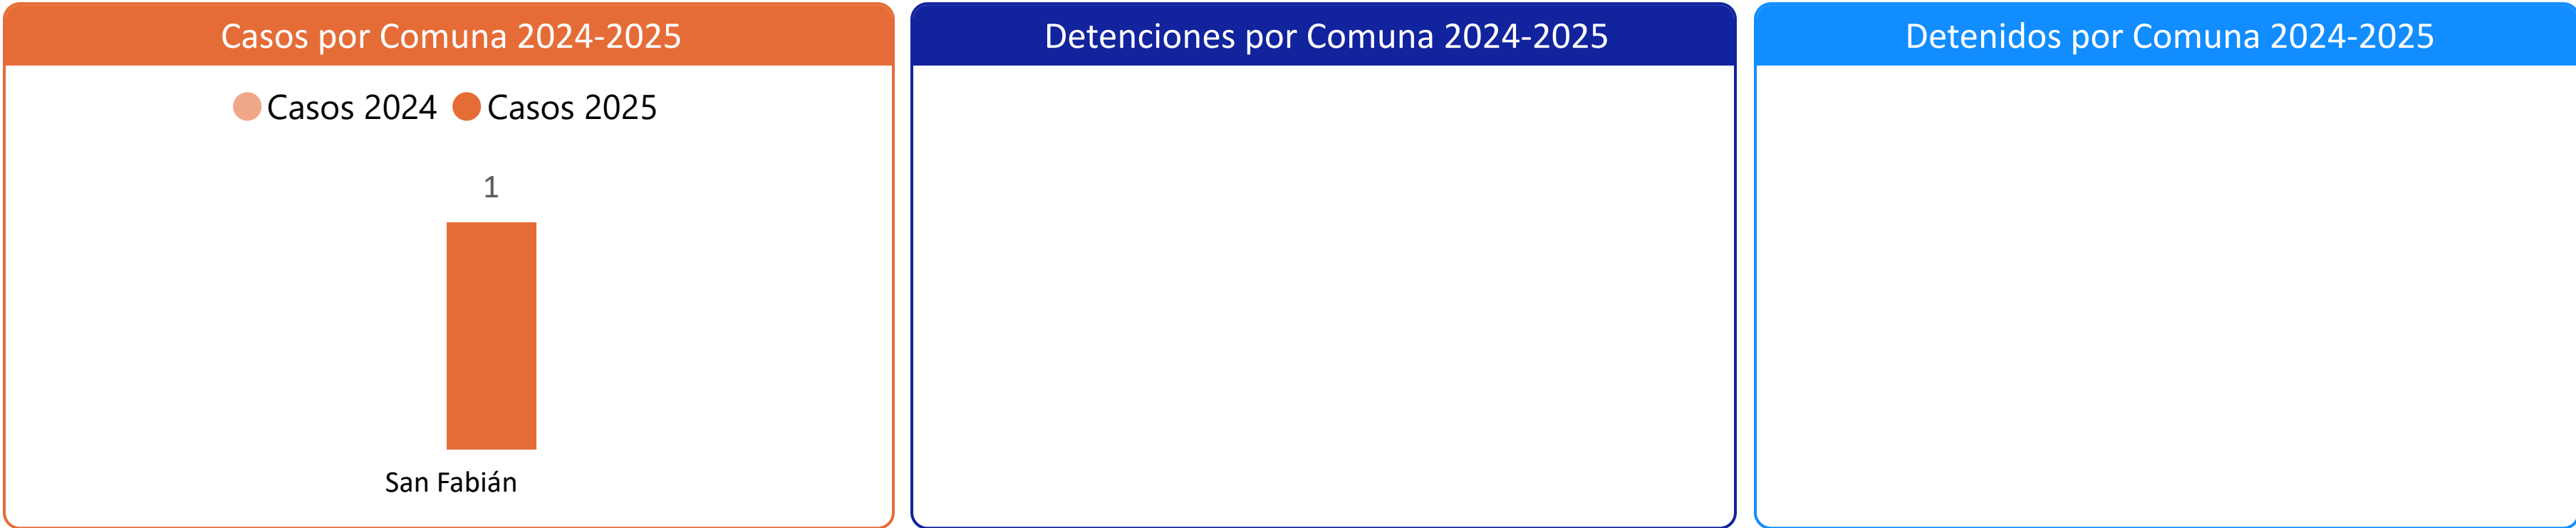 Casos por Comuna 2024-2025
Casos 2024 Casos 2025
1
San Fabián
Detenciones por Comuna 2024-2025
Detenidos por Comuna 2024-2025